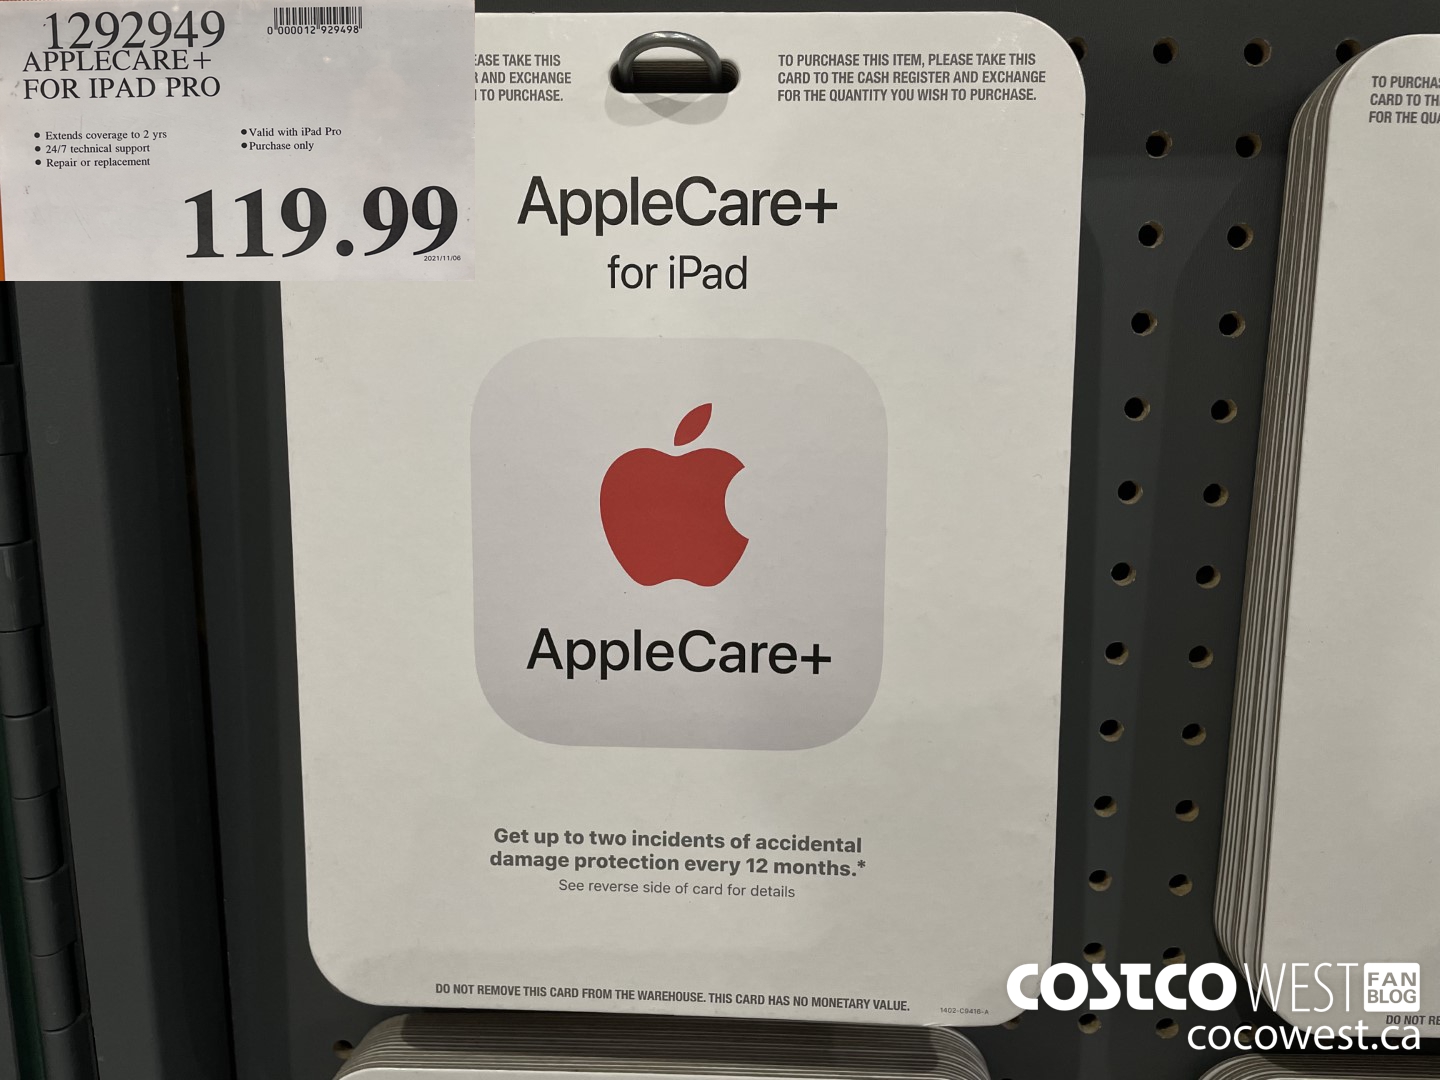 1292949
0 000012 929498
APPLECARE+
FOR IPAD PRO
• Extends coverage to 2 yrs
• 24/7 technical support
• Repair or replacement
• Valid with iPad Pro
• Purchase only
119.99
2021/11/06
EASE TAKE THIS
AND EXCHANGE
TO PURCHASE.
TO PURCHASE THIS ITEM, PLEASE TAKE THIS
CARD TO THE CASH REGISTER AND EXCHANGE
FOR THE QUANTITY YOU WISH TO PURCHASE.
AppleCare+
for iPad
AppleCare+
Get up to two incidents of accidental
damage protection every 12 months.*
See reverse side of card for details
DO NOT REMOVE THIS CARD FROM THE WAREHOUSE. THIS CARD HAS NO MONETARY VALUE.
1402-C9416-A
TO PURCHAS
CARD TO TH
FOR THE QUA
DO NOT RE
COSTCO WEST FAN BLOG
cocowest.ca